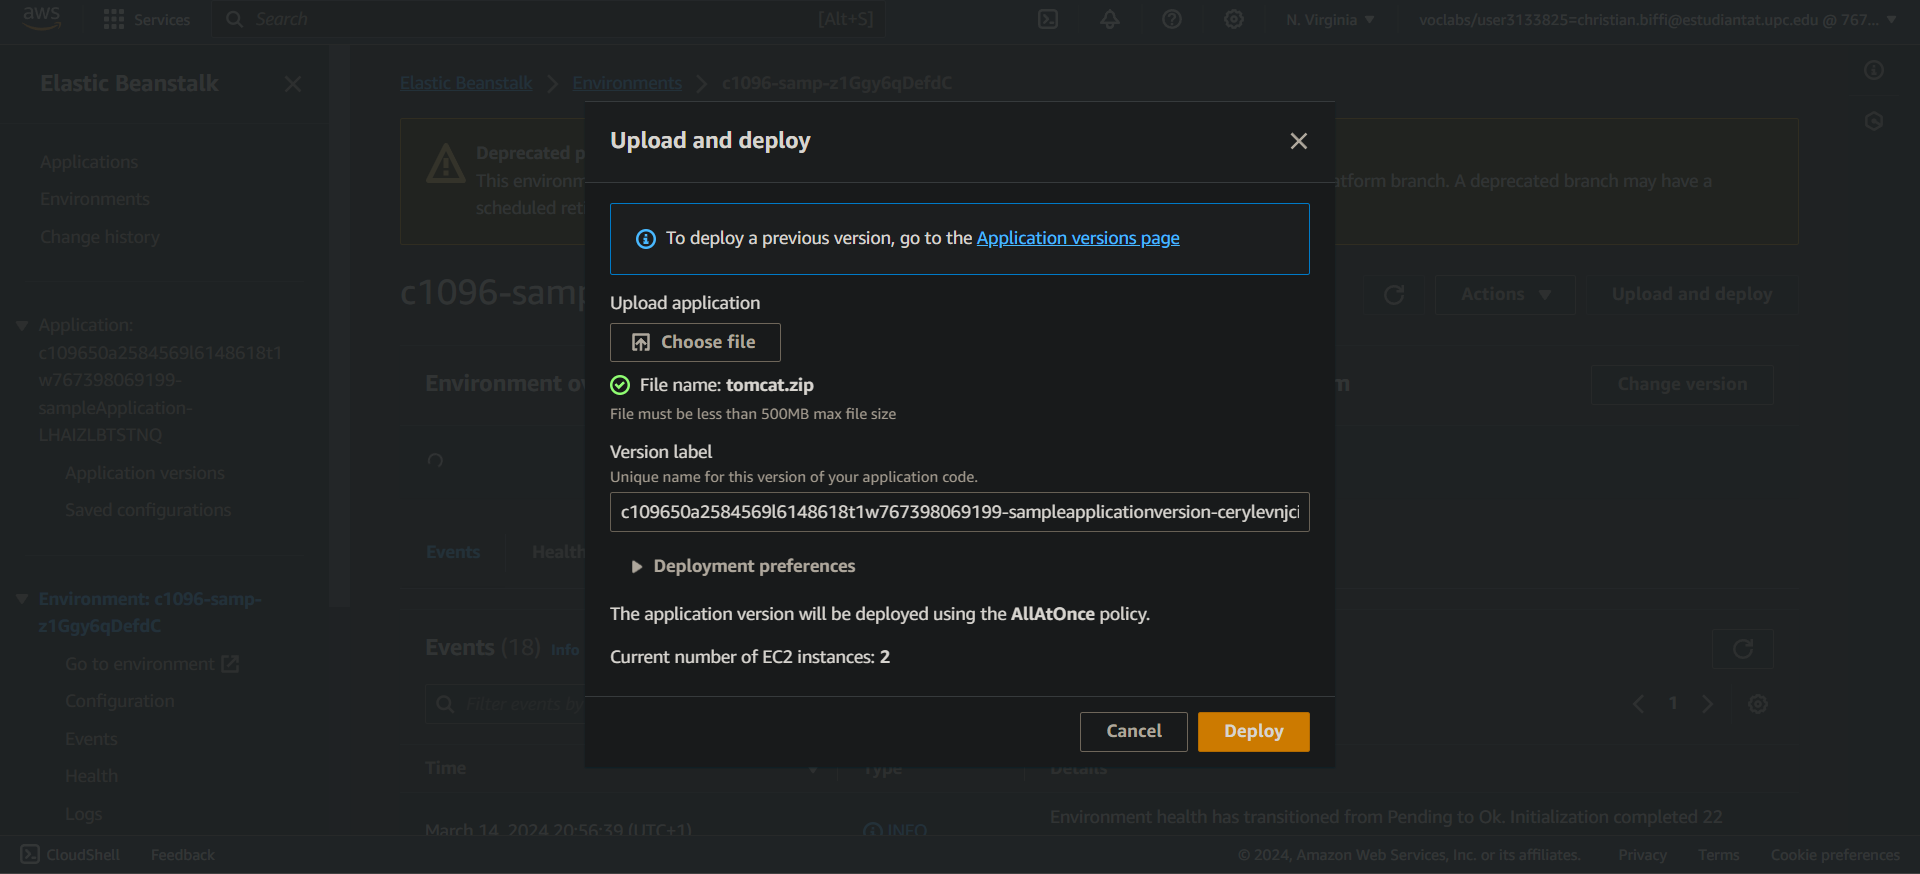 aws
Services
Search
[Alt+S]
N. Virginia
voclabs/user3133825=christian.biffi@estudiantat.upc.edu @ 767...
Elastic Beanstalk
Applications
Environments
Change history
Application:
c109650a2584569l6148618t1
w767398069199-
sampleApplication-
LHAIZLBTSTNQ
Application versions
Saved configurations
Environment: c1096-samp-
z1Ggy6qDefdC
Go to environment
Configuration
Events
Health
Logs
Elastic Beanstalk
Environments
c1096-samp-z1Ggy6qDefdC
Deprecated p
This environm
tform branch. A deprecated branch may have a
scheduled reti
c1096-samp
Actions
Upload and deploy
Environment ov
m
Change version
Events
Health
Events (18) Info
Filter events by
1
Time
Type
Details
March 14, 2024 20:56:39 (UTC+1)
INFO
Environment health has transitioned from Pending to Ok. Initialization completed 22
Upload and deploy
To deploy a previous version, go to the Application versions page
Upload application
Choose file
File name: tomcat.zip
File must be less than 500MB max file size
Version label
Unique name for this version of your application code.
c109650a2584569l6148618t1w767398069199-sampleapplicationversion-cerylevnjci
Deployment preferences
The application version will be deployed using the AllAtOnce policy.
Current number of EC2 instances: 2
Cancel
Deploy
CloudShell
Feedback
© 2024, Amazon Web Services, Inc. or its affiliates.
Privacy
Terms
Cookie preferences